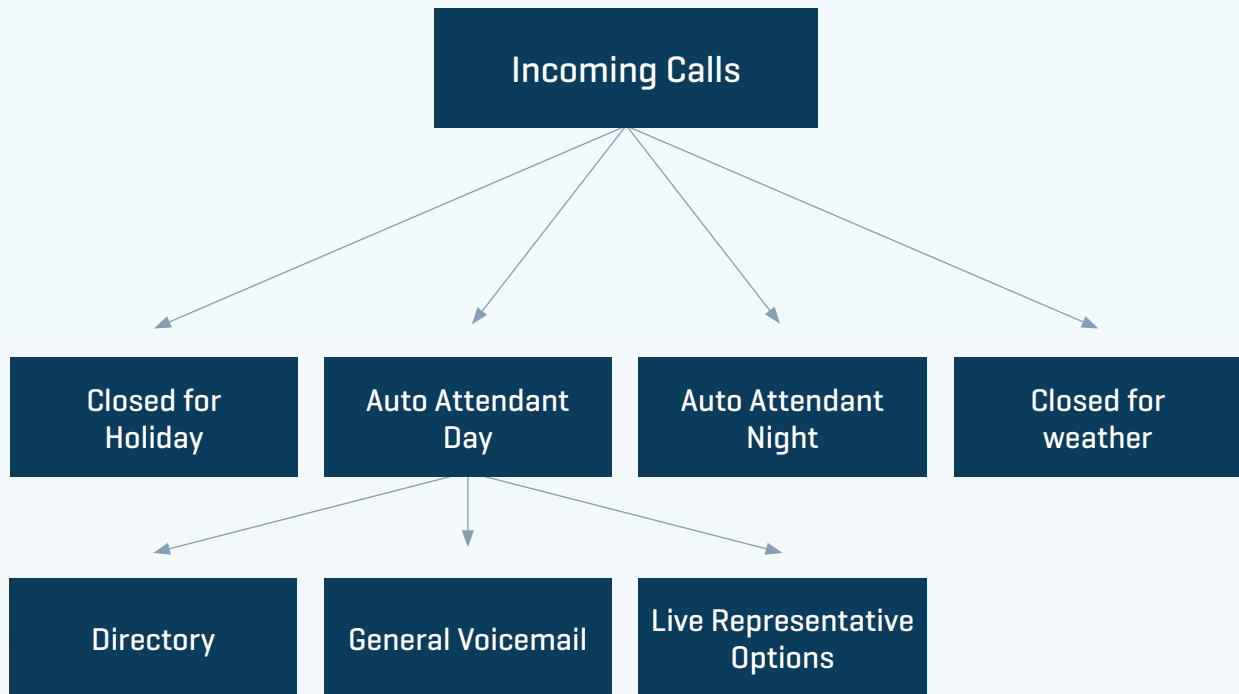 Incoming Calls
Closed for
Holiday
Auto Attendant
Day
Auto Attendant
Night
Closed for
weather
Directory
General Voicemail
Live Representative
Options